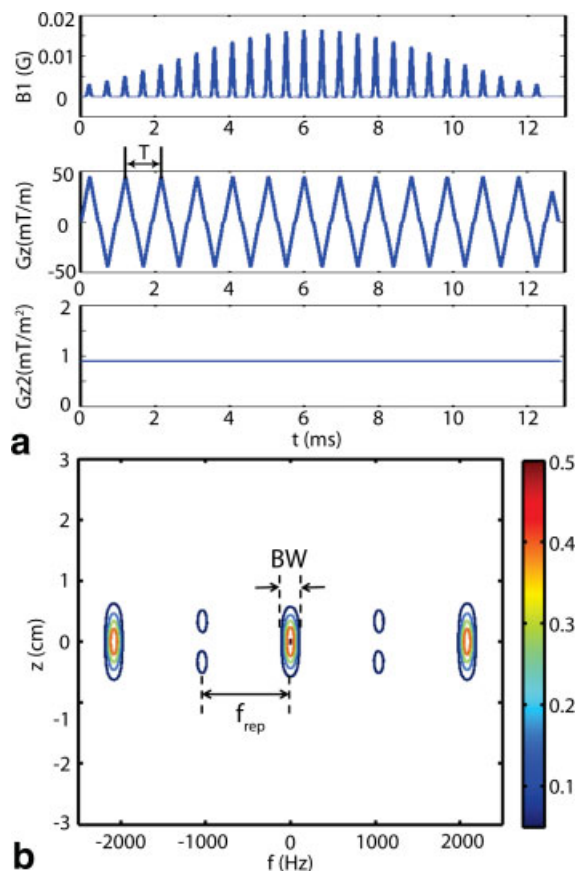 0.02
B1 (G)
0.01
0
0 2 4 6 8 10 12
T
50
Gz(mT/m)
0
-50
0 2 4 6 8 10 12
2
Gz2(mT/m²)
1
0
0 2 4 6 8 10 12
a
t (ms)
3
0.5
2
BW
0.4
1
z (cm)
0
0.3
-1
f_rep
0.2
-2
0.1
-3
b
-2000 -1000 0 1000 2000
f (Hz)